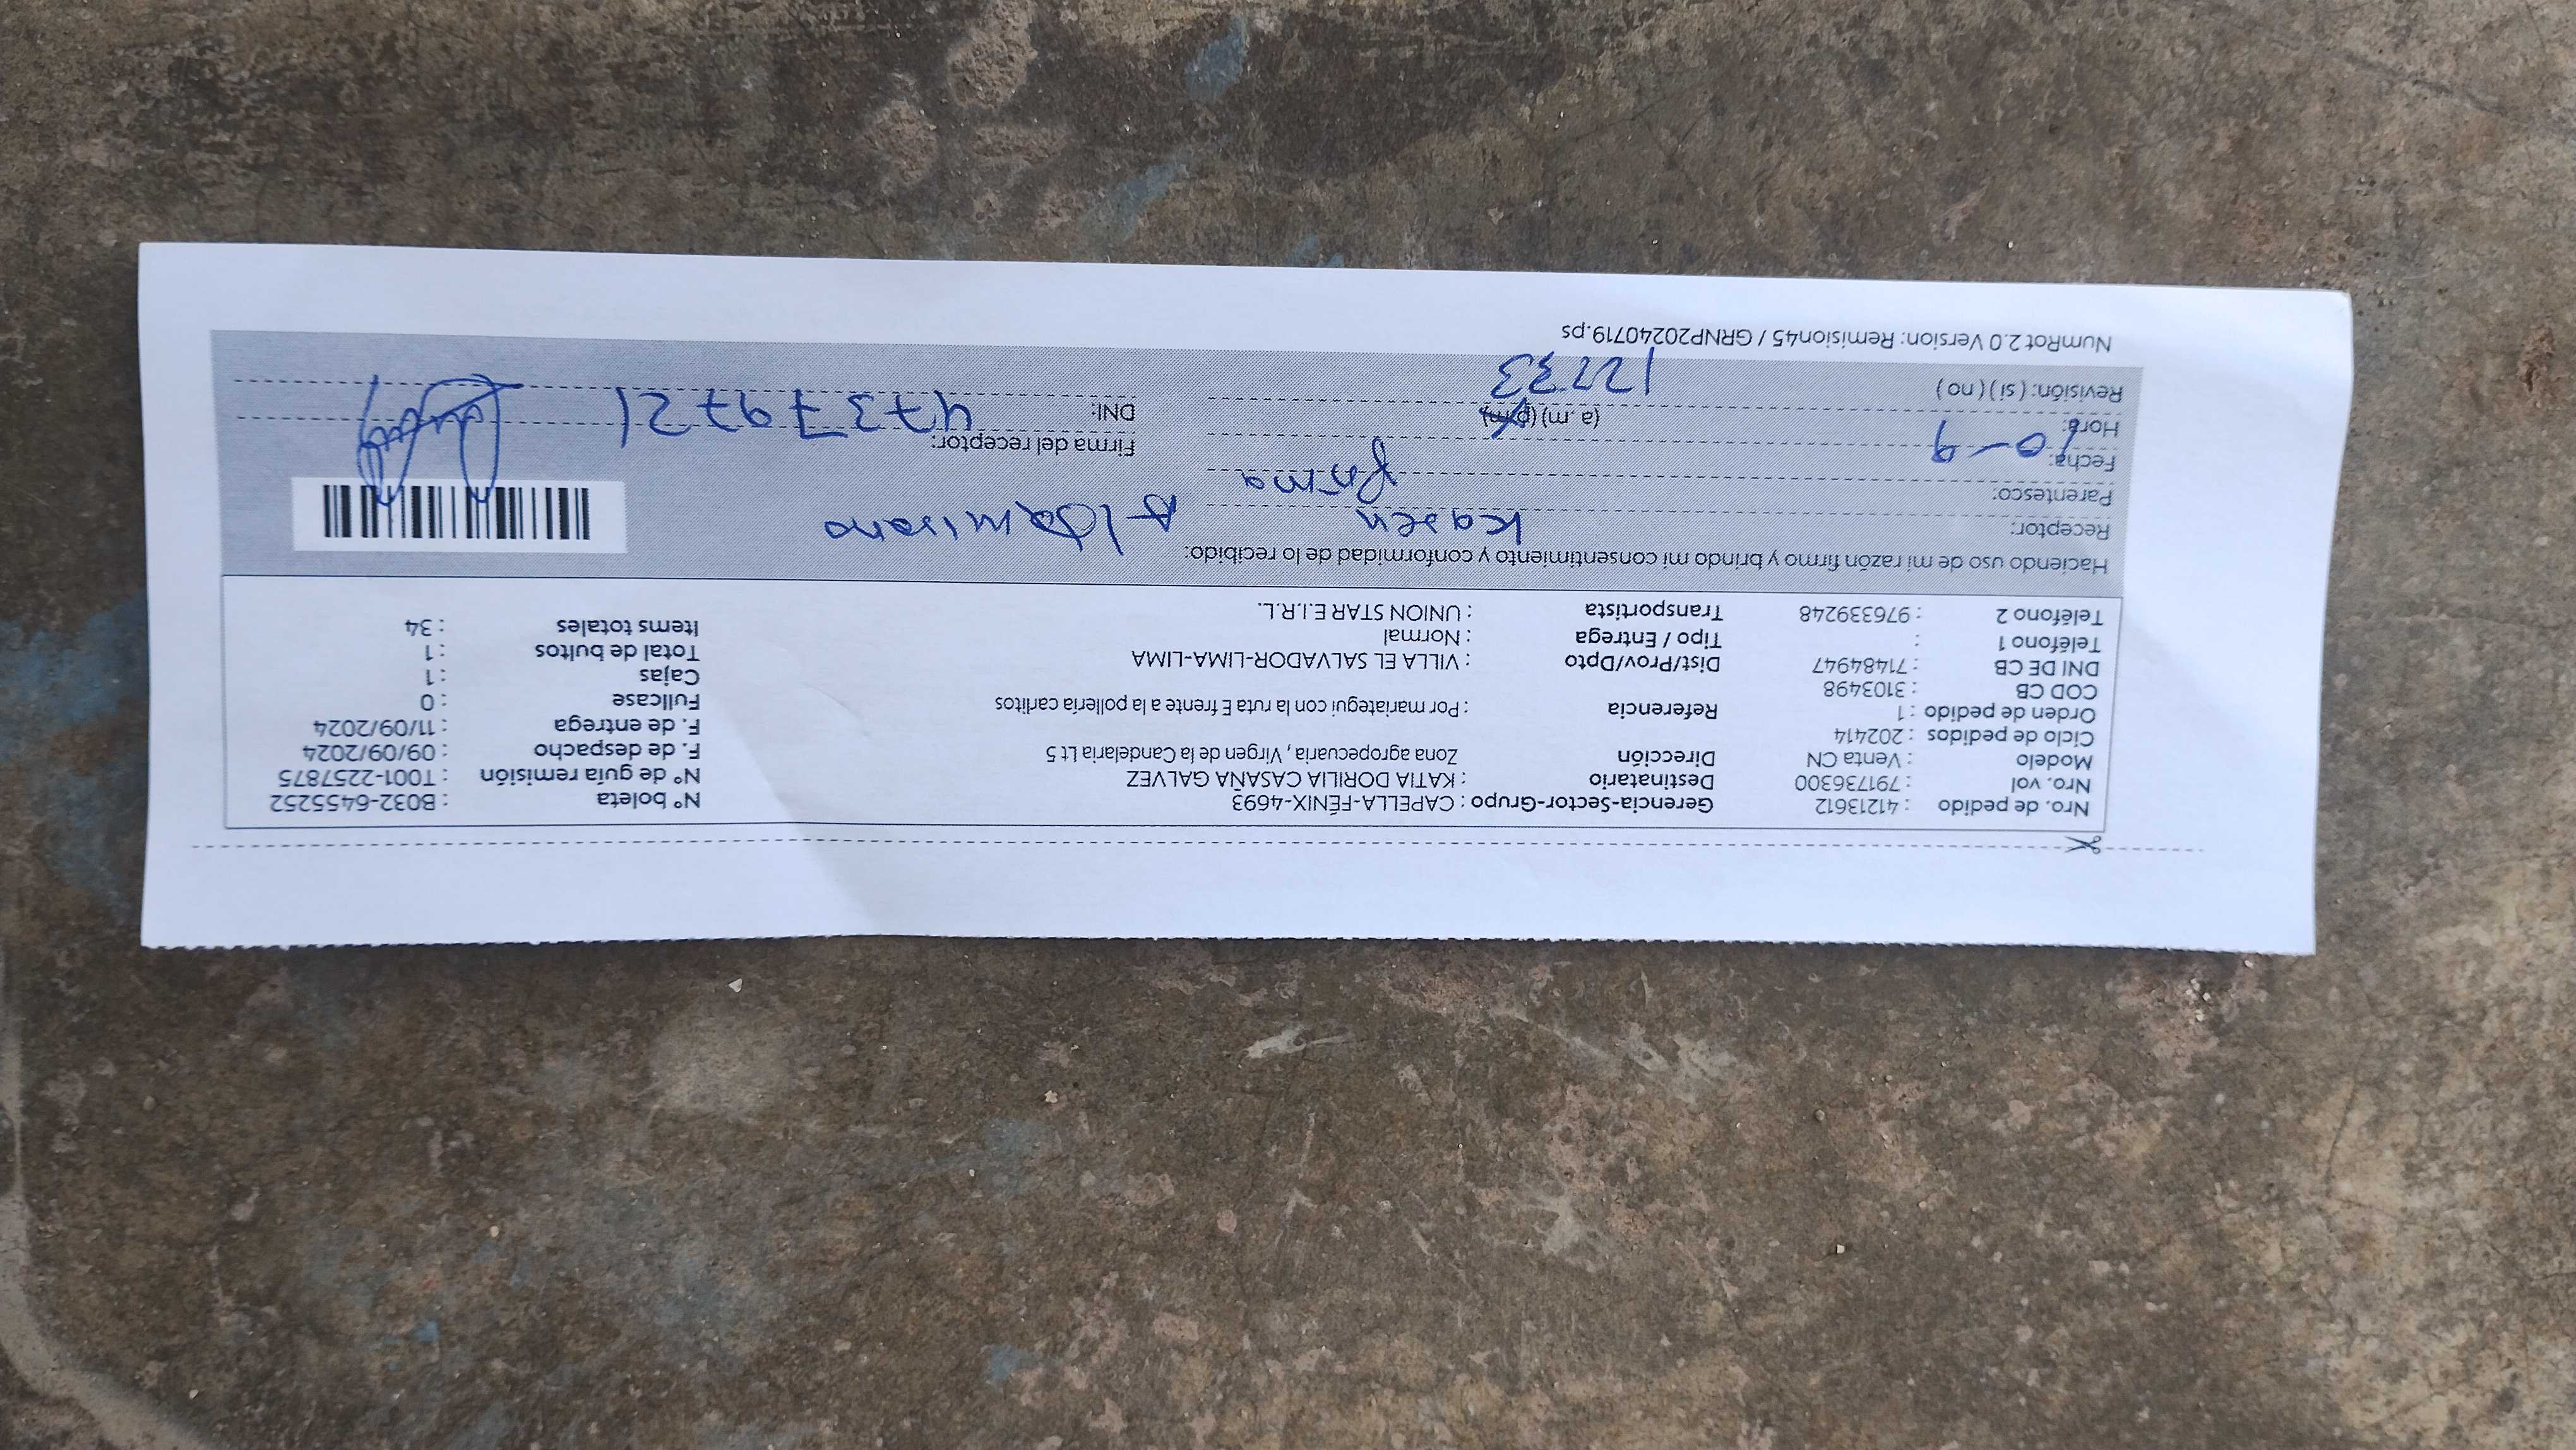 Nro. de pedido : 41213612 Gerencia-Sector-Grupo : CAPELLA-FÉNIX-4693 N° boleta : B032-6455252
Nro. vol : 791736300 Destinatario : KATIA DORILIA CASAÑA GALVEZ N° de guía remisión : T001-2257875
Modelo : Venta CN Dirección Zona agropecuaria , Virgen de la Candelaria Lt 5 F. de despacho : 09/09/2024
Ciclo de pedidos : 202414 F. de entrega : 11/09/2024
Orden de pedido : 1 Referencia : Por mariategui con la ruta E frente a la pollería carlitos Fullcase : 0
COD CB : 3103498 Cajas : 1
DNI DE CB : 71484947 Dist/Prov/Dpto : VILLA EL SALVADOR-LIMA-LIMA Total de bultos : 1
Teléfono 1 : Tipo / Entrega : Normal Items totales : 34
Teléfono 2 : 976339248 Transportista : UNION STAR E.I.R.L.
Haciendo uso de mi razón firmo y brindo mi consentimiento y conformidad de lo recibido:
Receptor: Karen
Parentesco: Prima
Fecha: 10-9 Firma del receptor:
Hora: (a.m) (p.m) DNI: 47379721
Revisión: ( si ) ( no ) 12:33
NumRot 2.0 Version: Remision45 / GRNP20240719.ps